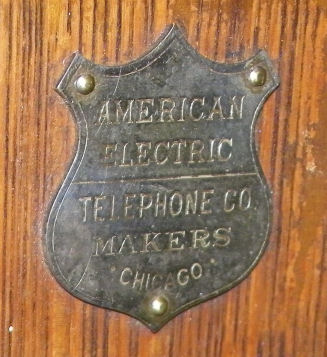 AMERICAN
ELECTRIC
TELEPHONE CO.
MAKERS
CHICAGO